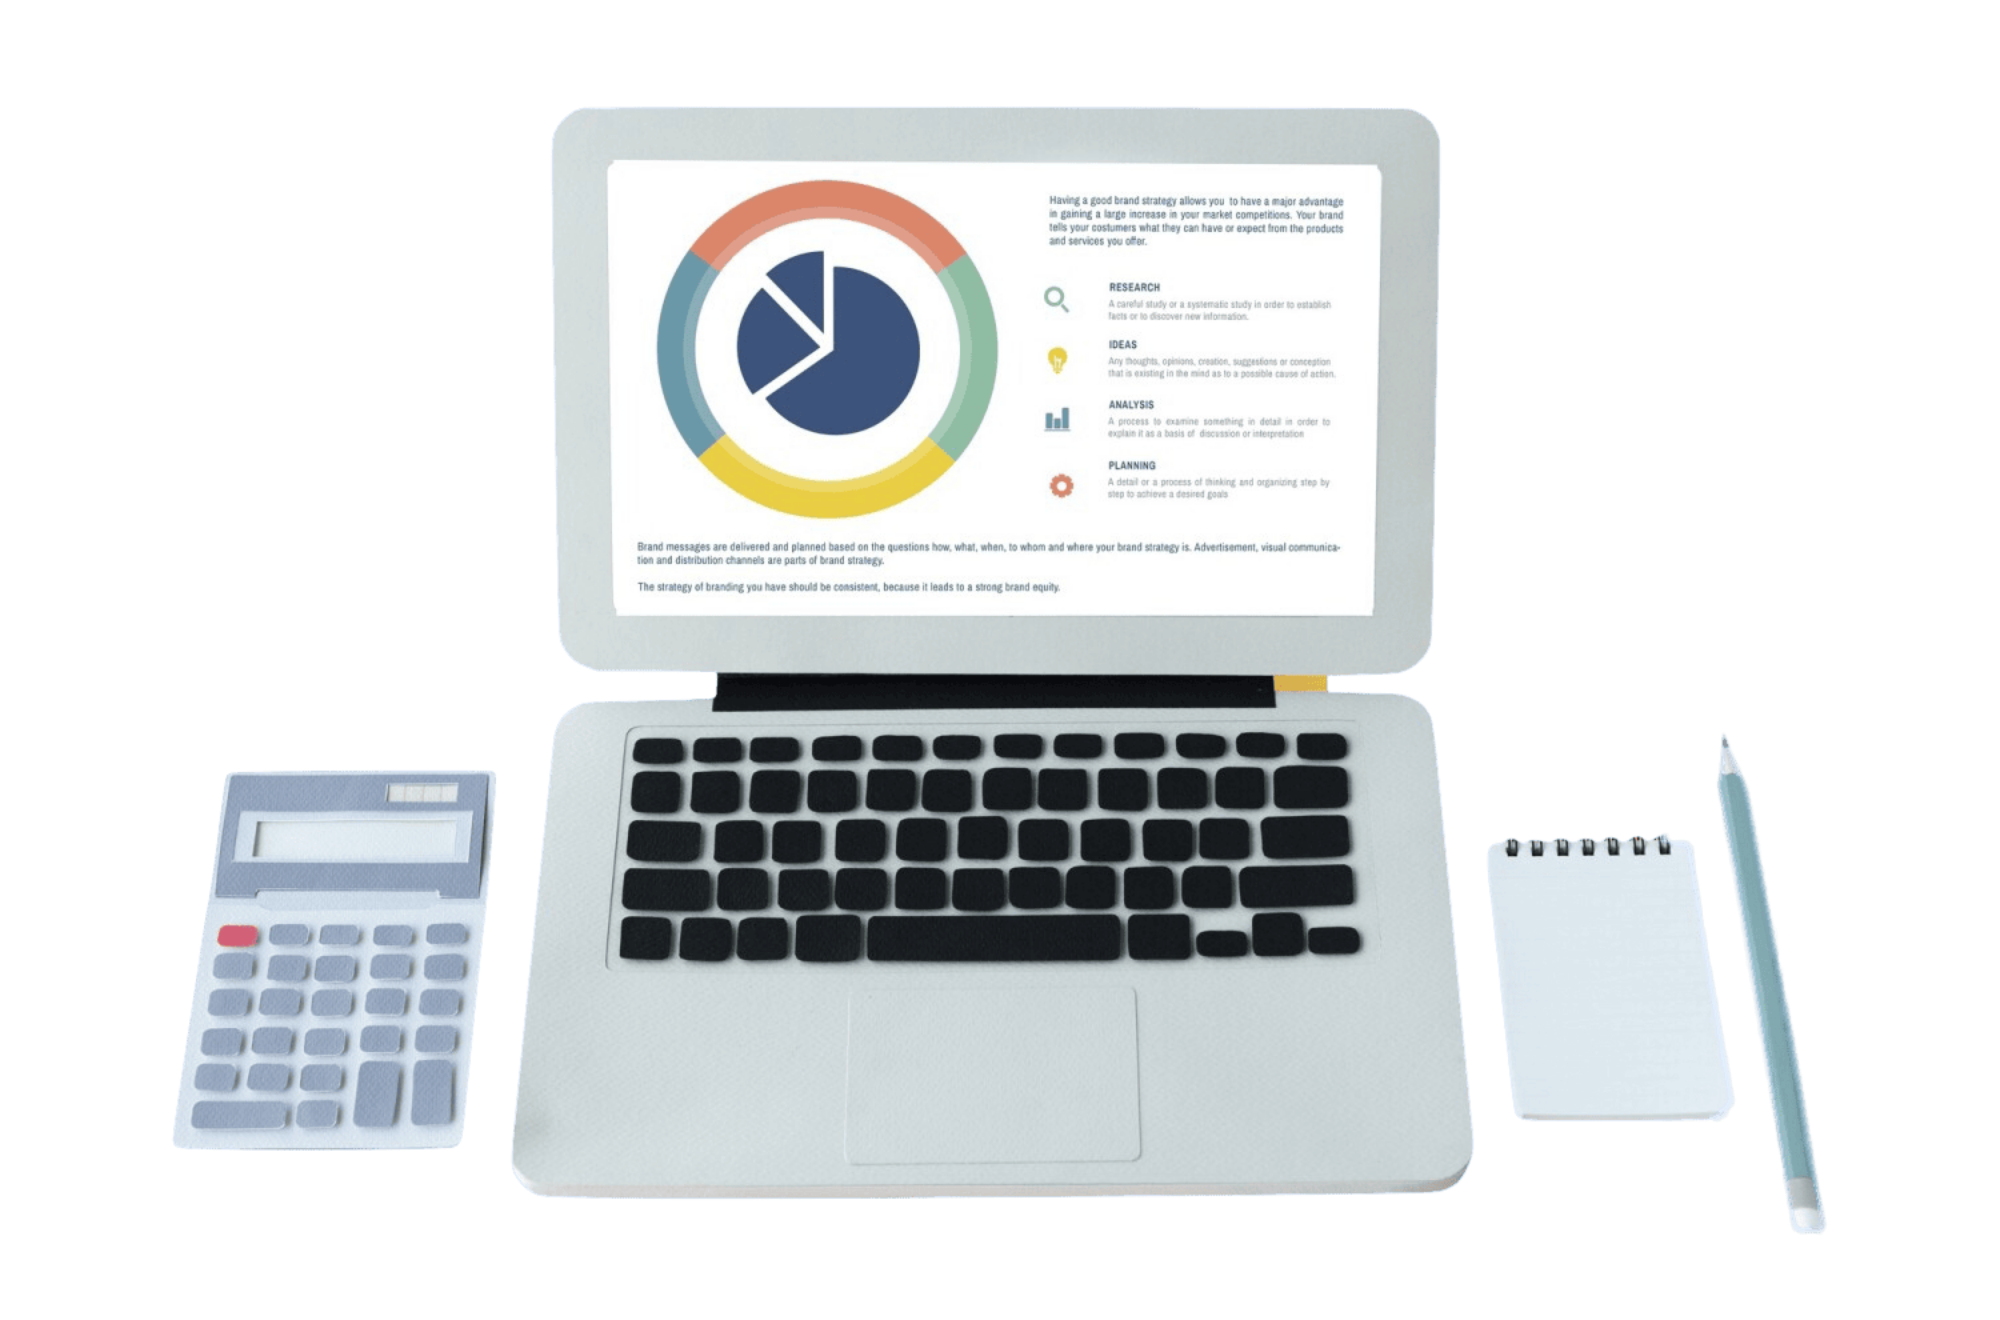 Having a good brand strategy allows you to have a major advantage
in gaining a large increase in your market competitions. Your brand
tells your costumers what they can have or expect from the products
and services you offer.
RESEARCH
A careful study or a systematic study in order to establish
facts or to discover new information.
IDEAS
Any thoughts, opinions, creation, suggestions or conception
that is existing in the mind as to a possible cause of action.
ANALYSIS
A process to examine something in detail in order to
explain it as a basis of discussion or interpretation
PLANNING
A detail or a process of thinking and organizing step by
step to achieve a desired goals
Brand messages are delivered and planned based on the questions how, what, when, to whom and where your brand strategy is. Advertisement, visual communica-
tion and distribution channels are parts of brand strategy.
The strategy of branding you have should be consistent, because it leads to a strong brand equity.